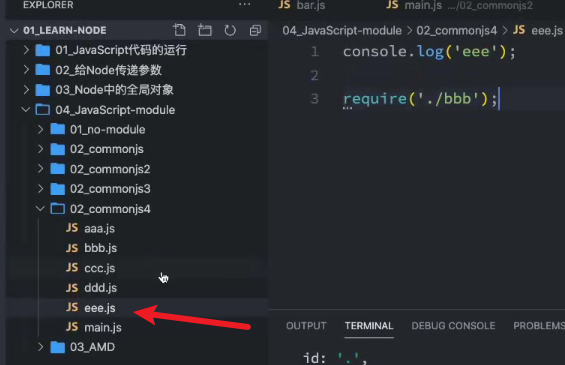 EXPLORER
...
JS bar.js
JS main.js .../02_commonjs2
01_LEARN-NODE
01_JavaScript代码的运行
02_给Node传递参数
03_Node中的全局对象
04_JavaScript-module
01_no-module
02_commonjs
02_commonjs2
02_commonjs3
02_commonjs4
JS aaa.js
JS bbb.js
JS ccc.js
JS ddd.js
JS eee.js
JS main.js
03_AMD
04_JavaScript-module > 02_commonjs4 > JS eee.js
1 console.log('eee');
2
3 require('./bbb');
OUTPUT TERMINAL DEBUG CONSOLE PROBLEMS
id: '.',